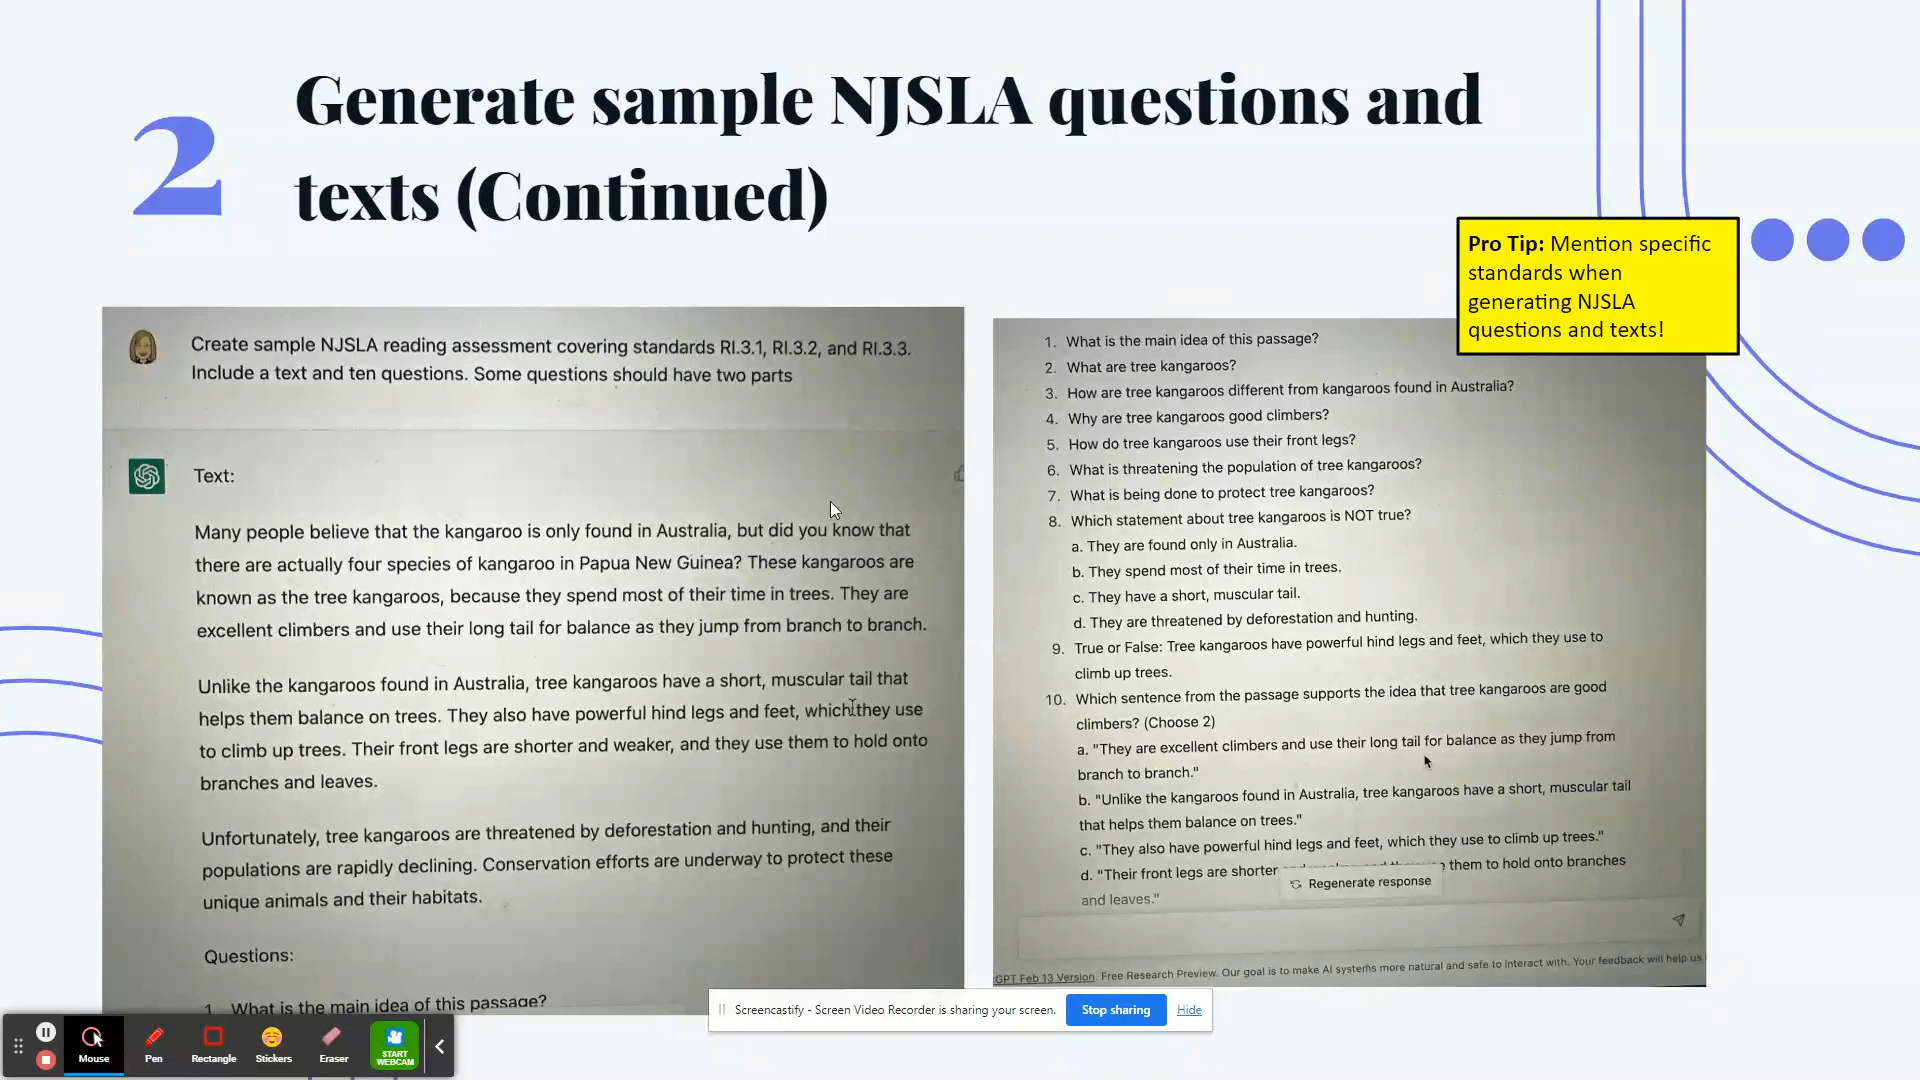 2
Generate sample NJSLA questions and
texts (Continued)
Pro Tip: Mention specific
standards when
generating NJSLA
questions and texts!
Create sample NJSLA reading assessment covering standards RI.3.1, RI.3.2, and RI.3.3.
Include a text and ten questions. Some questions should have two parts
Text:
Many people believe that the kangaroo is only found in Australia, but did you know that
there are actually four species of kangaroo in Papua New Guinea? These kangaroos are
known as the tree kangaroos, because they spend most of their time in trees. They are
excellent climbers and use their long tail for balance as they jump from branch to branch.
Unlike the kangaroos found in Australia, tree kangaroos have a short, muscular tail that
helps them balance on trees. They also have powerful hind legs and feet, which they use
to climb up trees. Their front legs are shorter and weaker, and they use them to hold onto
branches and leaves.
Unfortunately, tree kangaroos are threatened by deforestation and hunting, and their
populations are rapidly declining. Conservation efforts are underway to protect these
unique animals and their habitats.
Questions:
1 What is the main idea of this passage?
1. What is the main idea of this passage?
2. What are tree kangaroos?
3. How are tree kangaroos different from kangaroos found in Australia?
4. Why are tree kangaroos good climbers?
5. How do tree kangaroos use their front legs?
6. What is threatening the population of tree kangaroos?
7. What is being done to protect tree kangaroos?
8. Which statement about tree kangaroos is NOT true?
a. They are found only in Australia.
b. They spend most of their time in trees.
c. They have a short, muscular tail.
d. They are threatened by deforestation and hunting.
9. True or False: Tree kangaroos have powerful hind legs and feet, which they use to
climb up trees.
10. Which sentence from the passage supports the idea that tree kangaroos are good
climbers? (Choose 2)
a. "They are excellent climbers and use their long tail for balance as they jump from
branch to branch."
b. "Unlike the kangaroos found in Australia, tree kangaroos have a short, muscular tail
that helps them balance on trees."
c. "They also have powerful hind legs and feet, which they use to climb up trees."
d. "Their front legs are shorter them to hold onto branches
and leaves."
Regenerate response
GPT Feb 13 Version. Free Research Preview. Our goal is to make AI systems more natural and safe to interact with. Your feedback will help us
Screencastify - Screen Video Recorder is sharing your screen.
Stop sharing
Hide
Mouse
Pen
Rectangle
Stickers
Eraser
START
WEBCAM